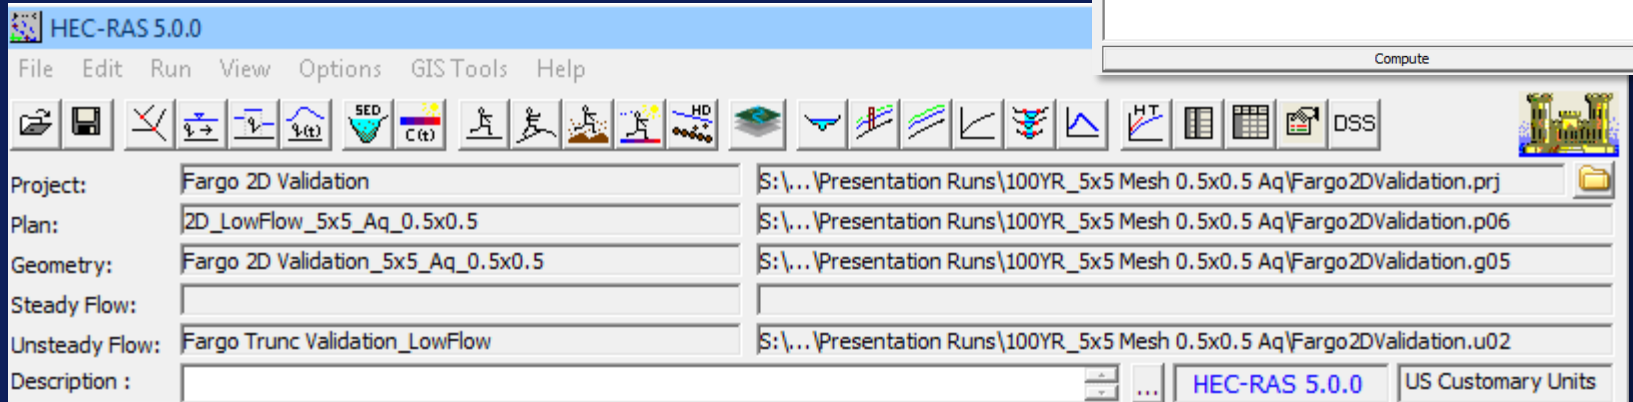 HEC-RAS 5.0.0
Compute
File Edit Run View Options GIS Tools Help
SED C(t) q(t) HD HT DSS
Project: Fargo 2D Validation S:\...\Presentation Runs\100YR_5x5 Mesh 0.5x0.5 Aq\Fargo2DValidation.prj
Plan: 2D_LowFlow_5x5_Aq_0.5x0.5 S:\...\Presentation Runs\100YR_5x5 Mesh 0.5x0.5 Aq\Fargo2DValidation.p06
Geometry: Fargo 2D Validation_5x5_Aq_0.5x0.5 S:\...\Presentation Runs\100YR_5x5 Mesh 0.5x0.5 Aq\Fargo2DValidation.g05
Steady Flow:
Unsteady Flow: Fargo Trunc Validation_LowFlow S:\...\Presentation Runs\100YR_5x5 Mesh 0.5x0.5 Aq\Fargo2DValidation.u02
Description : ... HEC-RAS 5.0.0 US Customary Units